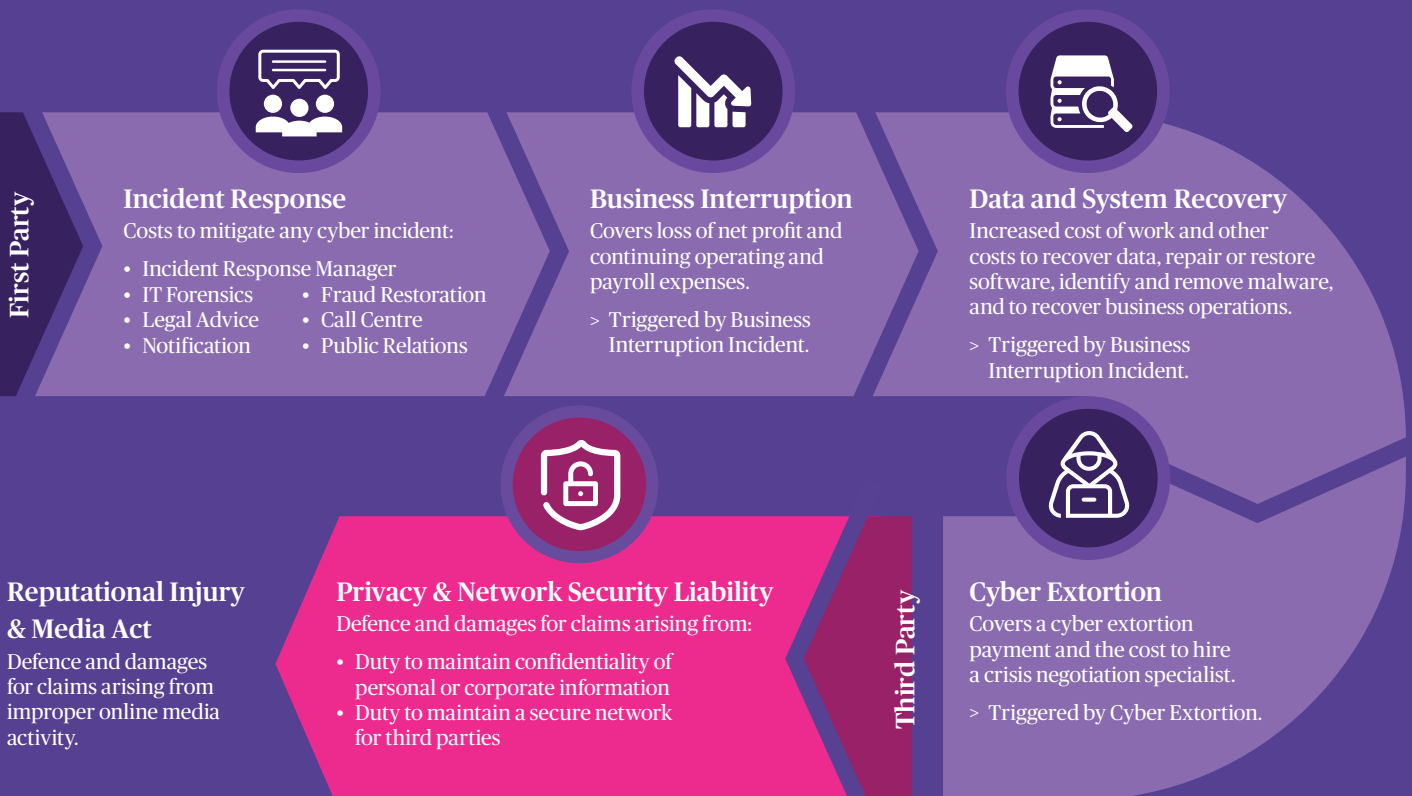 First Party
Incident Response
Costs to mitigate any cyber incident:
• Incident Response Manager
• IT Forensics
• Legal Advice
• Notification
• Fraud Restoration
• Call Centre
• Public Relations
Business Interruption
Covers loss of net profit and
continuing operating and
payroll expenses.
> Triggered by Business
Interruption Incident.
Data and System Recovery
Increased cost of work and other
costs to recover data, repair or restore
software, identify and remove malware,
and to recover business operations.
> Triggered by Business
Interruption Incident.
Cyber Extortion
Covers a cyber extortion
payment and the cost to hire
a crisis negotiation specialist.
> Triggered by Cyber Extortion.
Third Party
Privacy & Network Security Liability
Defence and damages for claims arising from:
• Duty to maintain confidentiality of
personal or corporate information
• Duty to maintain a secure network
for third parties
Reputational Injury
& Media Act
Defence and damages
for claims arising from
improper online media
activity.